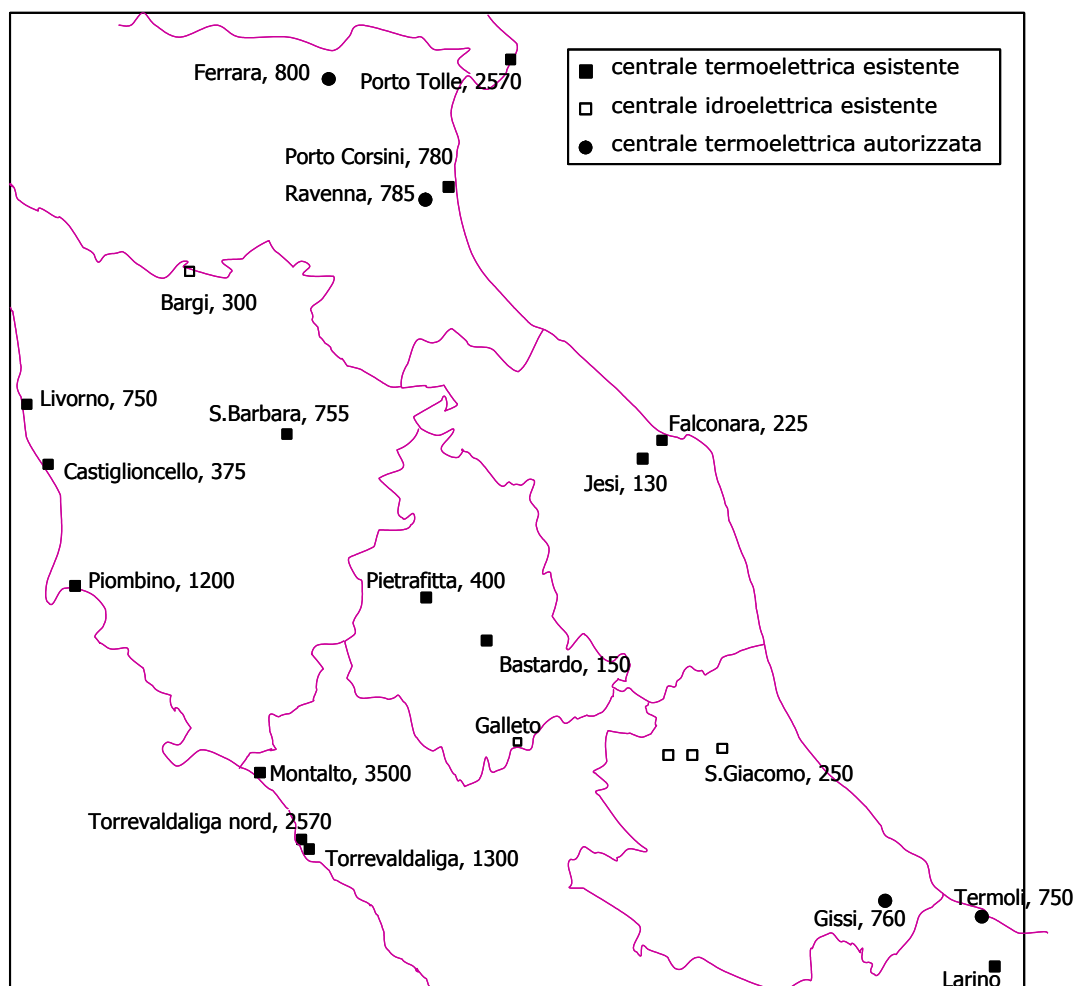 Ferrara, 800
Porto Tolle, 2570
centrale termoelettrica esistente
centrale idroelettrica esistente
centrale termoelettrica autorizzata
Porto Corsini, 780
Ravenna, 785
Bargi, 300
Livorno, 750
S.Barbara, 755
Falconara, 225
Castiglioncello, 375
Jesi, 130
Piombino, 1200
Pietrafitta, 400
Bastardo, 150
Galleto
Montalto, 3500
S.Giacomo, 250
Torrevaldaliga nord, 2570
Torrevaldaliga, 1300
Termoli, 750
Gissi, 760
Larino